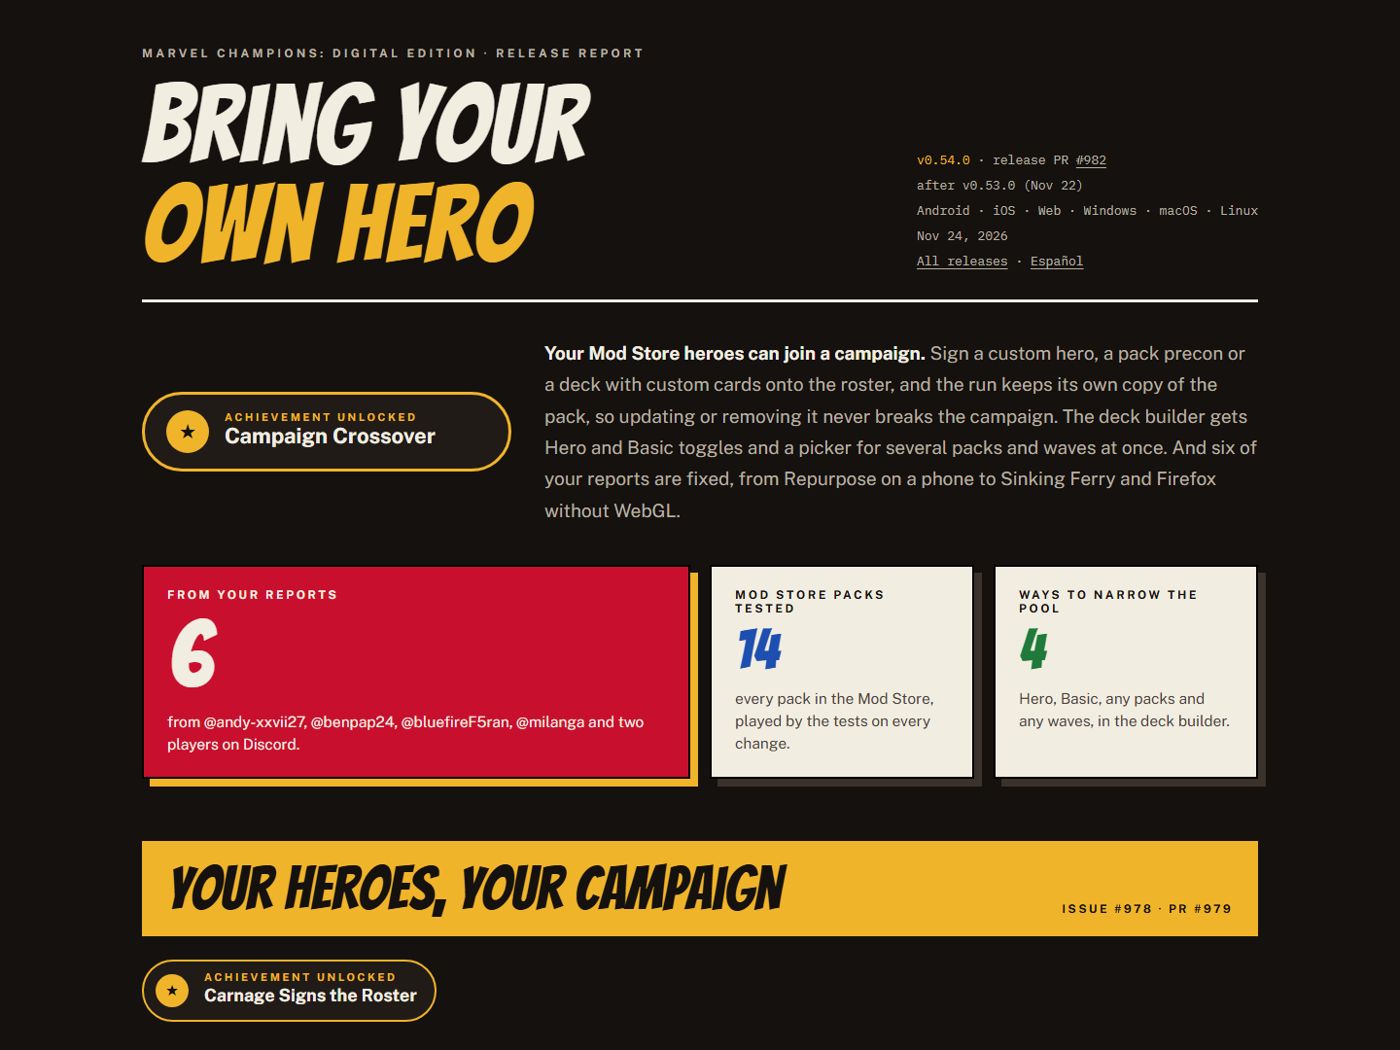 MARVEL CHAMPIONS: DIGITAL EDITION · RELEASE REPORT
BRING YOUR
OWN HERO
v0.54.0 · release PR #982
after v0.53.0 (Nov 22)
Android · iOS · Web · Windows · macOS · Linux
Nov 24, 2026
All releases · Español
ACHIEVEMENT UNLOCKED
★ Campaign Crossover
Your Mod Store heroes can join a campaign. Sign a custom hero, a pack precon or
a deck with custom cards onto the roster, and the run keeps its own copy of the
pack, so updating or removing it never breaks the campaign. The deck builder gets
Hero and Basic toggles and a picker for several packs and waves at once. And six of
your reports are fixed, from Repurpose on a phone to Sinking Ferry and Firefox
without WebGL.
FROM YOUR REPORTS
6
from @andy-xxvii27, @benpap24, @bluefireF5ran, @milanga and two
players on Discord.
MOD STORE PACKS
TESTED
14
every pack in the Mod Store,
played by the tests on every
change.
WAYS TO NARROW THE
POOL
4
Hero, Basic, any packs and
any waves, in the deck builder.
YOUR HEROES, YOUR CAMPAIGN
ISSUE #978 · PR #979
ACHIEVEMENT UNLOCKED
★ Carnage Signs the Roster